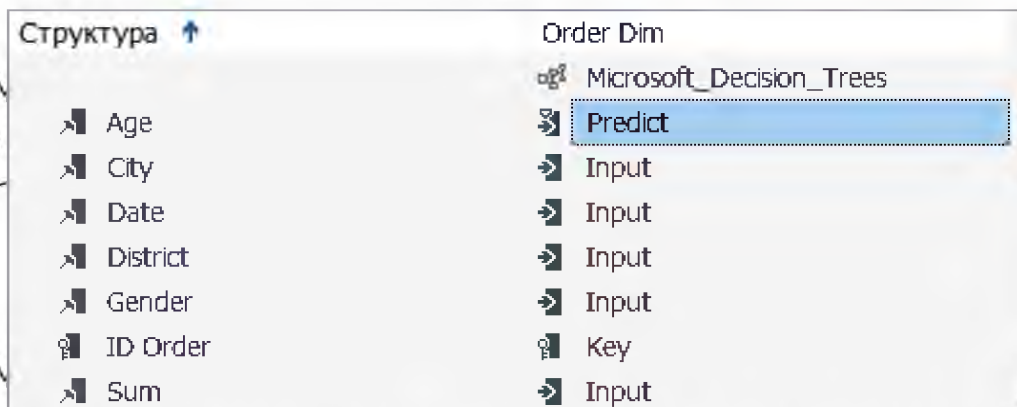 Структура Order Dim
Microsoft_Decision_Trees
Age Predict
City Input
Date Input
District Input
Gender Input
ID Order Key
Sum Input